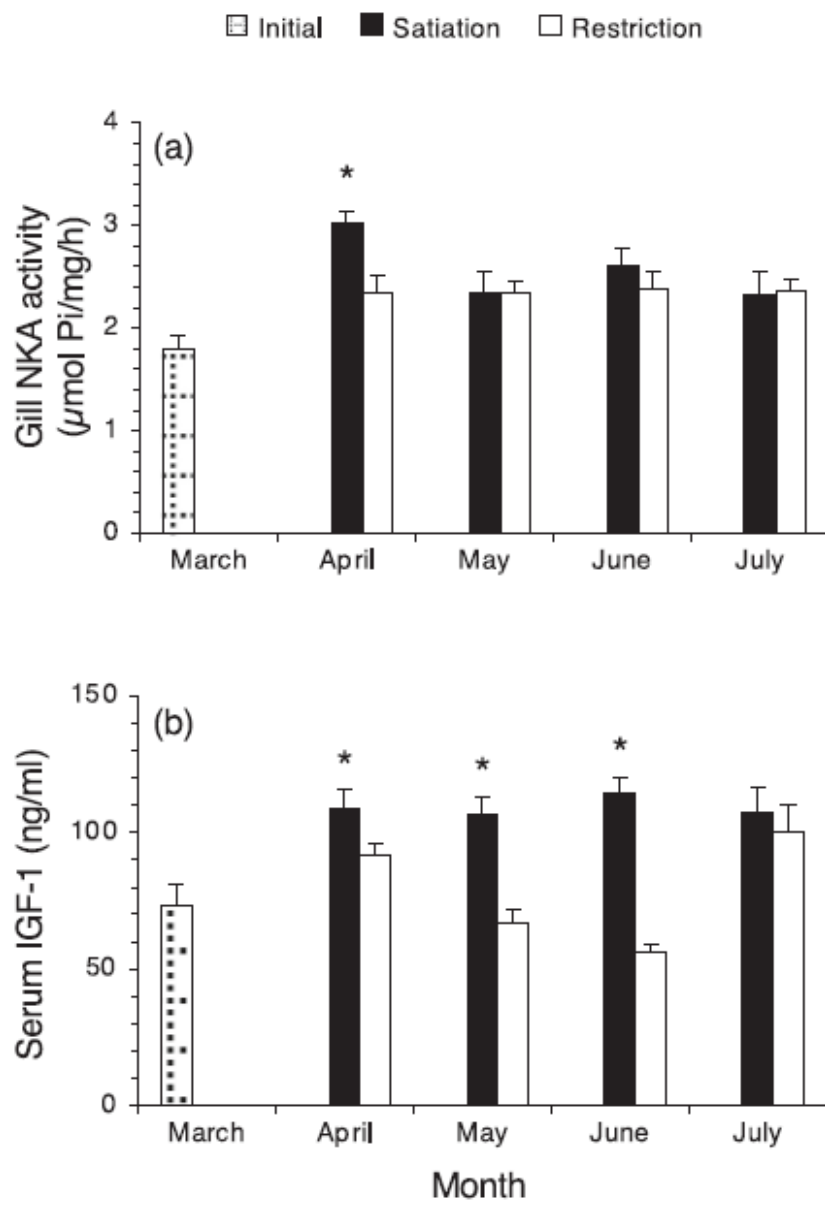 Initial Satiation Restriction
(a)
*
4
3
2
1
0
Gill NKA activity
(µmol Pi/mg/h)
March April May June July
(b)
* * *
150
100
50
0
Serum IGF-1 (ng/ml)
March April May June July
Month